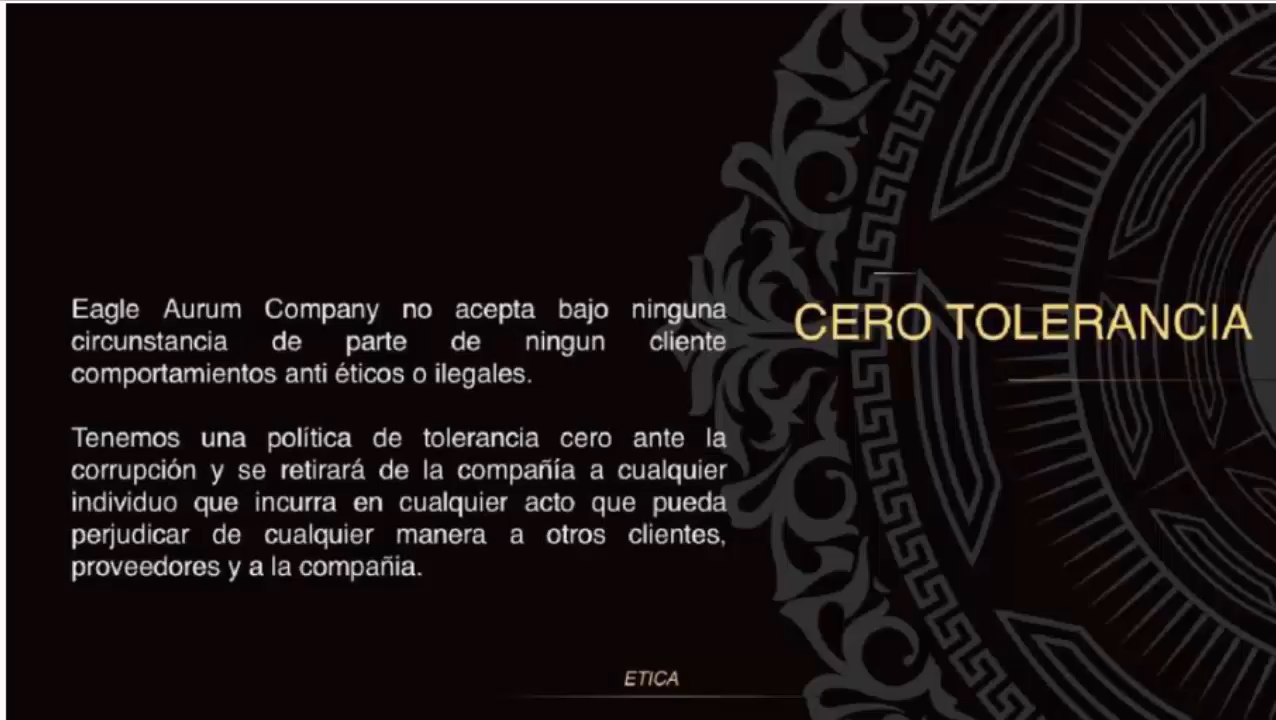 Eagle Aurum Company no acepta bajo ninguna
circunstancia de parte de ningun cliente
comportamientos anti éticos o ilegales.
Tenemos una política de tolerancia cero ante la
corrupción y se retirará de la compañía a cualquier
individuo que incurra en cualquier acto que pueda
perjudicar de cualquier manera a otros clientes,
proveedores y a la compañia.
CERO TOLERANCIA
ETICA